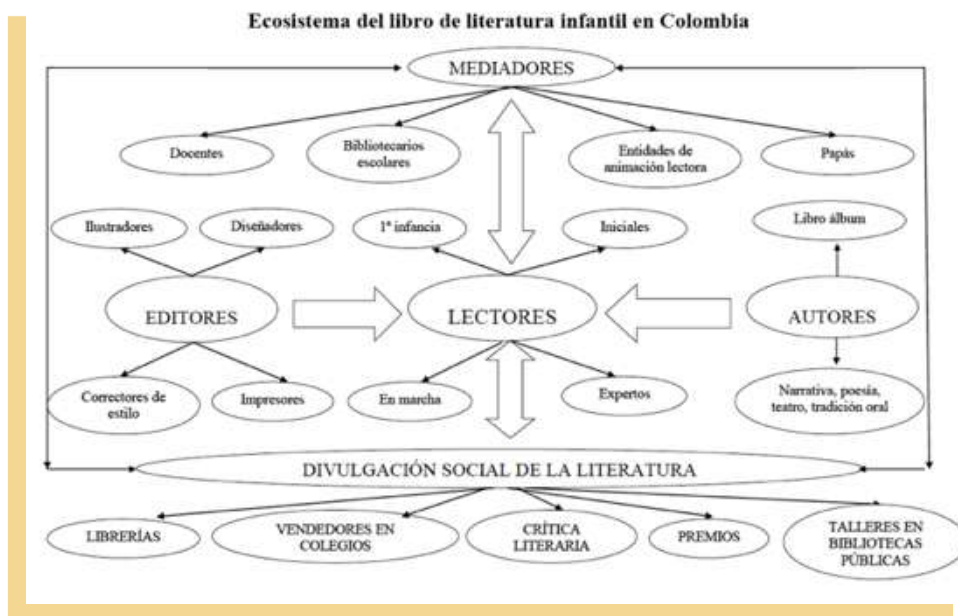 Ecosistema del libro de literatura infantil en Colombia
MEDIADORES
Docentes
Bibliotecarios
escolares
Entidades de
animación lectora
Papás
Ilustradores
Diseñadores
1ª infancia
Iniciales
Libro álbum
EDITORES
LECTORES
AUTORES
Correctores de
estilo
Impresores
En marcha
Expertos
Narrativa, poesía,
teatro, tradición oral
DIVULGACIÓN SOCIAL DE LA LITERATURA
LIBRERÍAS
VENDEDORES EN
COLEGIOS
CRÍTICA
LITERARIA
PREMIOS
TALLERES EN
BIBLIOTECAS
PÚBLICAS